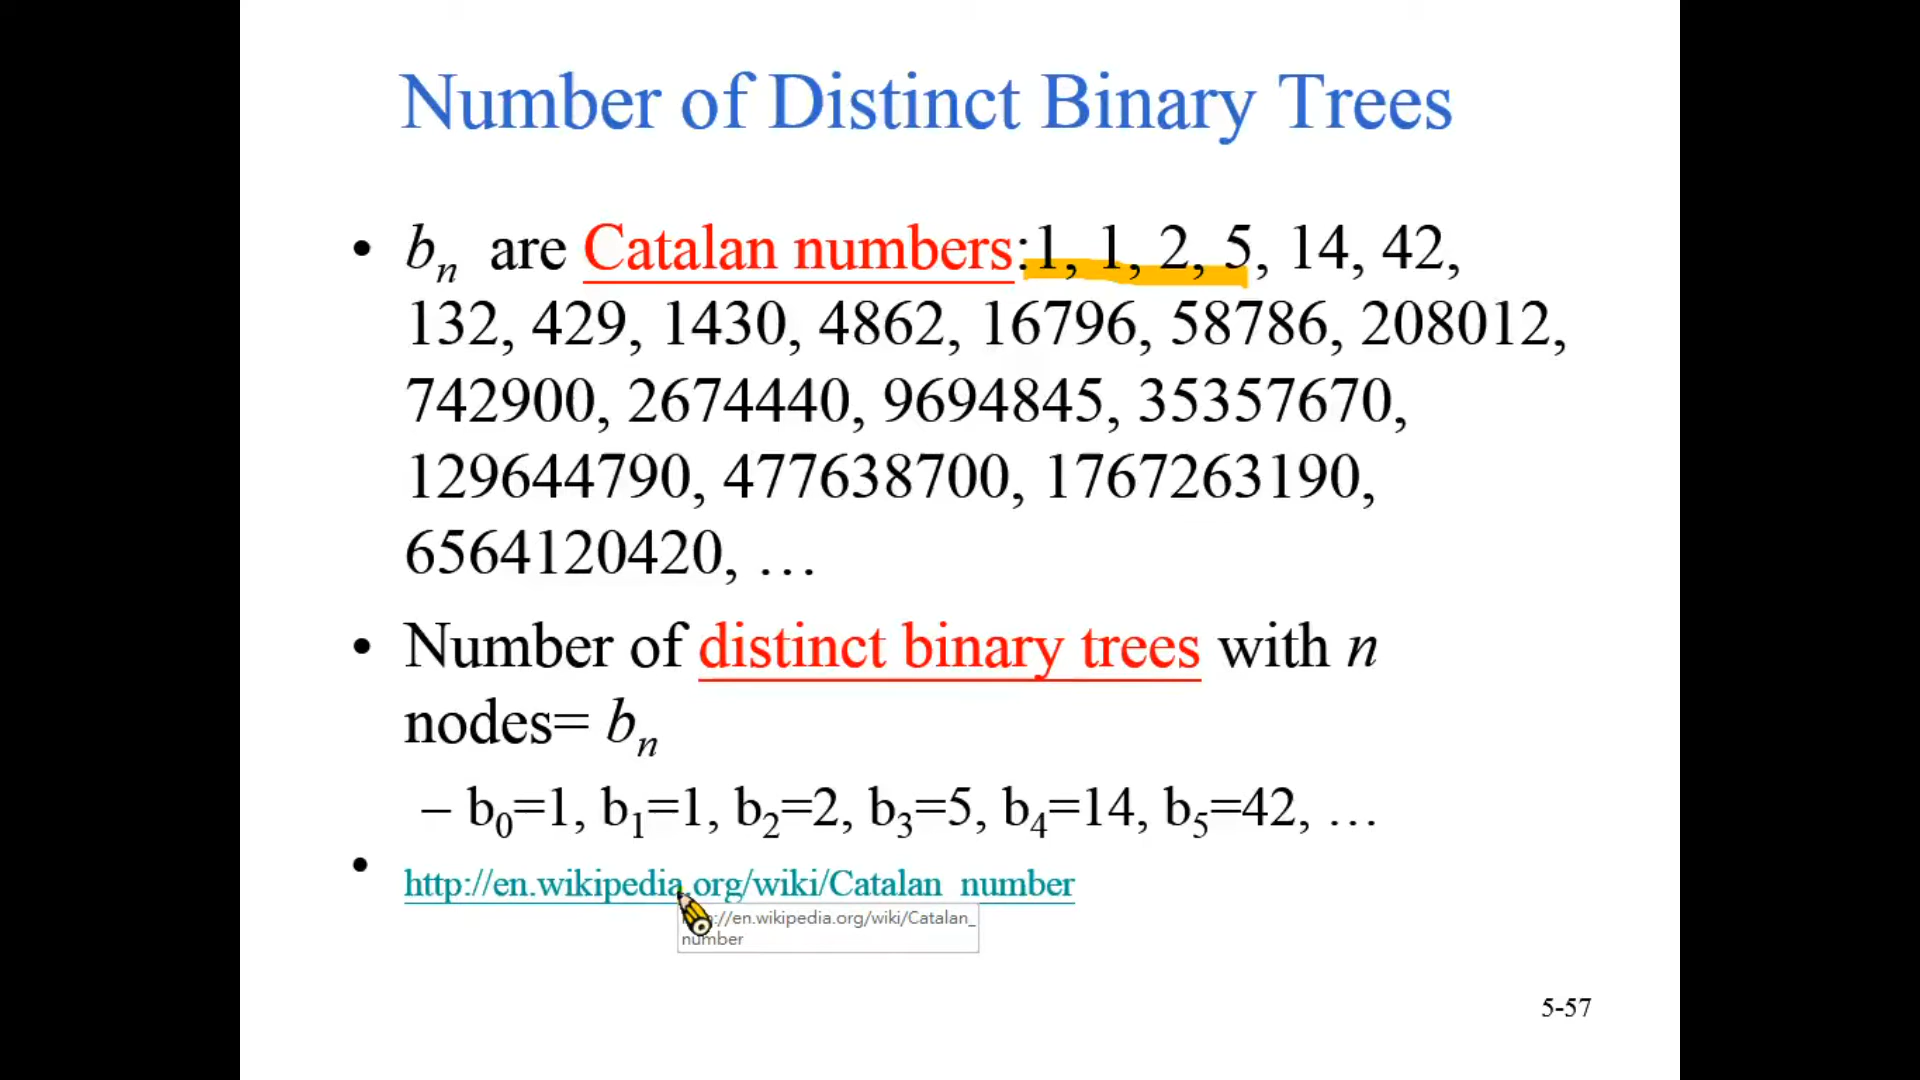 Number of Distinct Binary Trees
• bn are Catalan numbers:1, 1, 2, 5, 14, 42,
132, 429, 1430, 4862, 16796, 58786, 208012,
742900, 2674440, 9694845, 35357670,
129644790, 477638700, 1767263190,
6564120420, …
• Number of distinct binary trees with n
nodes= bn
– b0=1, b1=1, b2=2, b3=5, b4=14, b5=42, …
• http://en.wikipedia.org/wiki/Catalan_number
://en.wikipedia.org/wiki/Catalan_
number
5-57